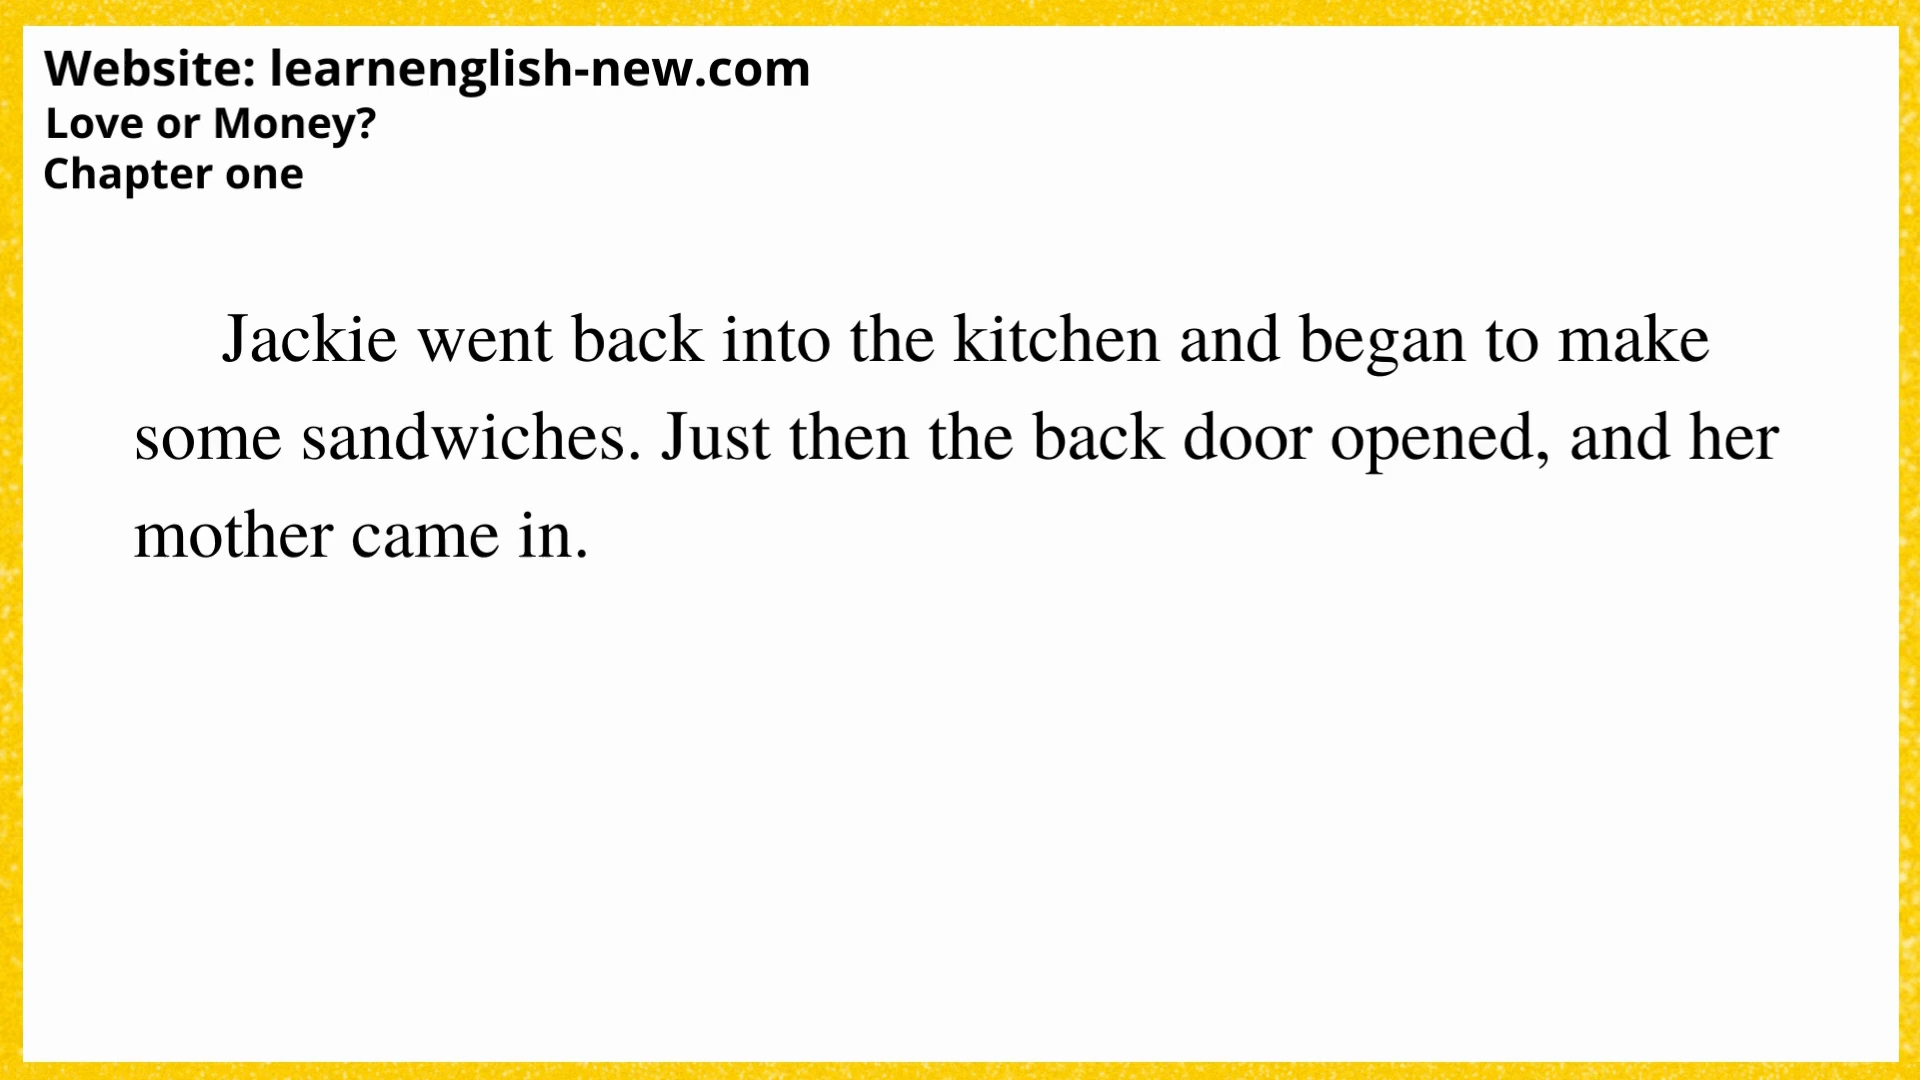 Website: learnenglish-new.com
Love or Money?
Chapter one
Jackie went back into the kitchen and began to make
some sandwiches. Just then the back door opened, and her
mother came in.